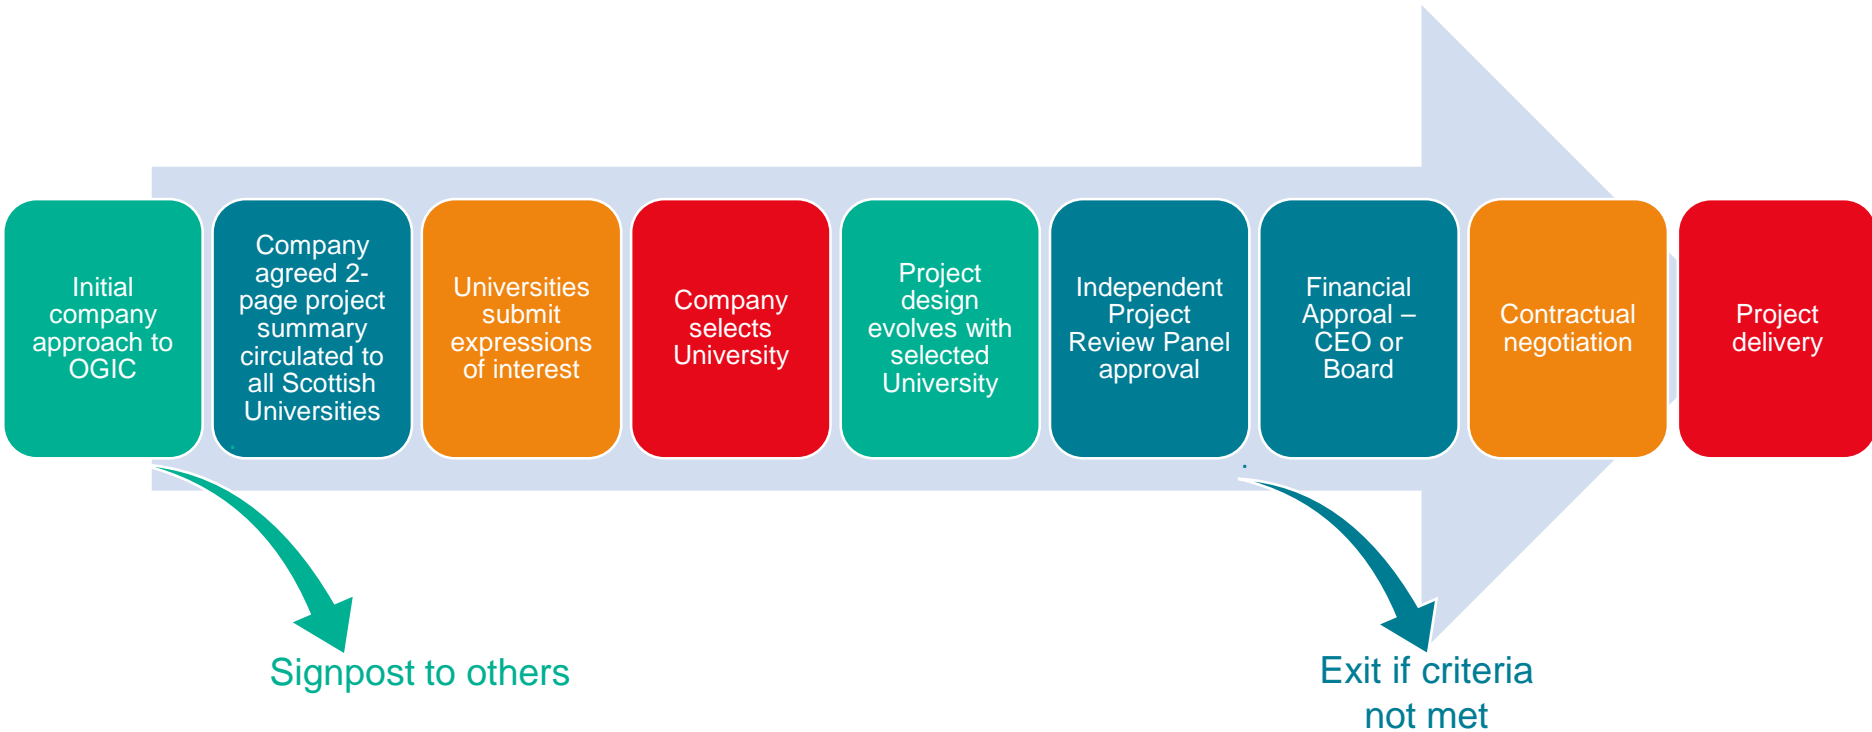 Initial
company
approach to
OGIC
Company
agreed 2-
page project
summary
circulated to
all Scottish
Universities
Universities
submit
expressions
of interest
Company
selects
University
Project
design
evolves with
selected
University
Independent
Project
Review Panel
approval
Financial
Approal –
CEO or
Board
Contractual
negotiation
Project
delivery
Signpost to others
Exit if criteria
not met